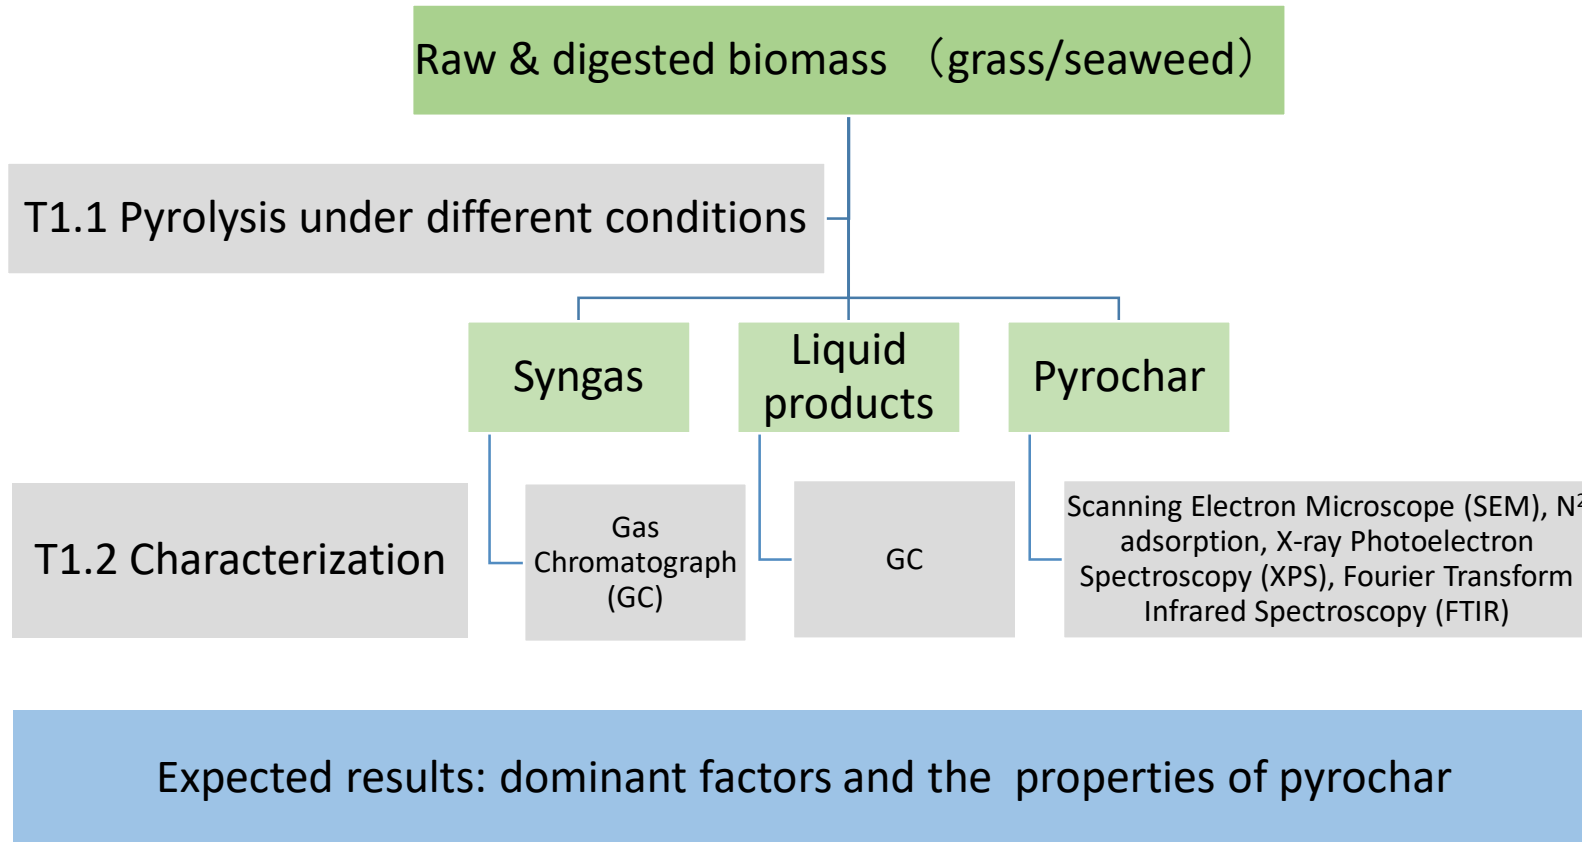 Raw & digested biomass （grass/seaweed）
T1.1 Pyrolysis under different conditions
Syngas
Liquid
products
Pyrochar
T1.2 Characterization
Gas
Chromatograph
(GC)
GC
Scanning Electron Microscope (SEM), N²
adsorption, X-ray Photoelectron
Spectroscopy (XPS), Fourier Transform
Infrared Spectroscopy (FTIR)
Expected results: dominant factors and the properties of pyrochar